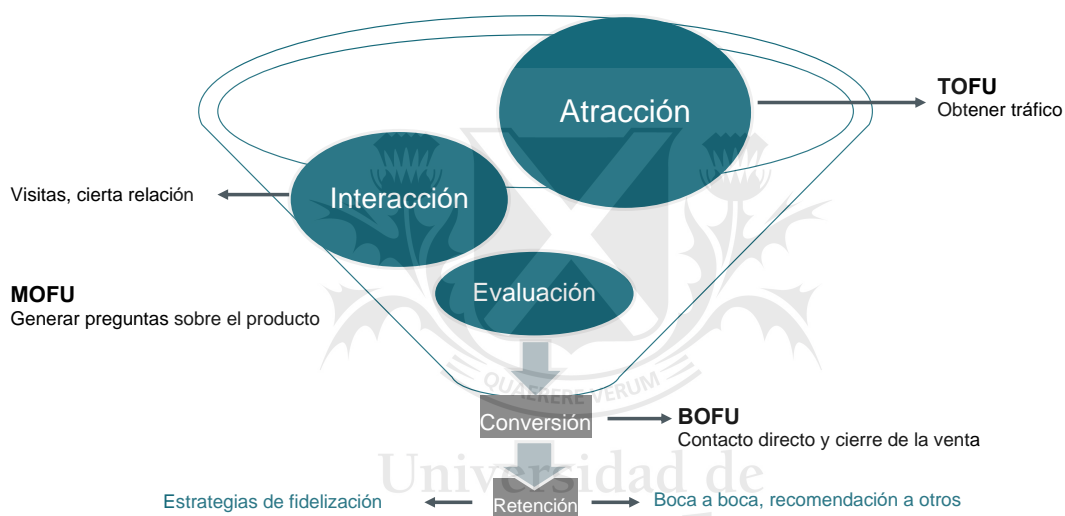 Atracción
TOFU
Obtener tráfico
Interacción
Visitas, cierta relación
Evaluación
MOFU
Generar preguntas sobre el producto
QUAERERE VERUM
Conversión
BOFU
Contacto directo y cierre de la venta
Universidad de
Estrategias de fidelización
Retención
Boca a boca, recomendación a otros